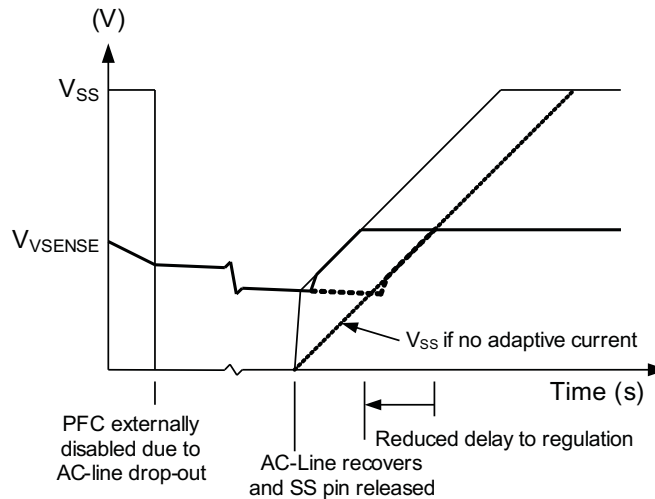 (V)
VSS
VVSENSE
VSS if no adaptive current
Time (s)
PFC externally
disabled due to
AC-line drop-out
AC-Line recovers
and SS pin released
Reduced delay to regulation